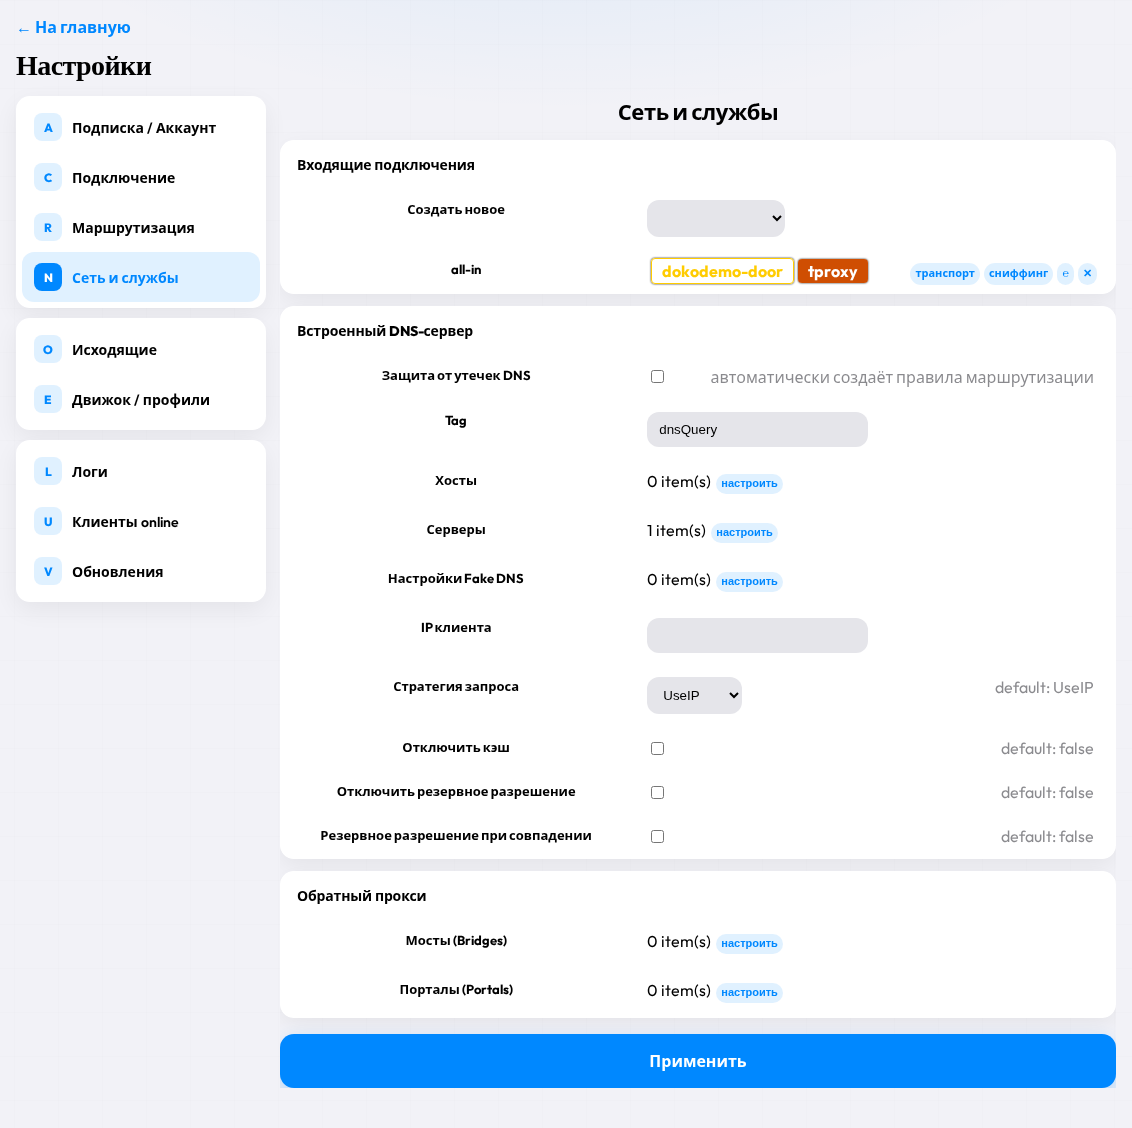 ← На главную
Настройки
A Подписка / Аккаунт
C Подключение
R Маршрутизация
N Сеть и службы
O Исходящие
E Движок / профили
L Логи
U Клиенты online
V Обновления
Сеть и службы
Входящие подключения
Создать новое
all-in dokodemo-door tproxy транспорт сниффинг e ✕
Встроенный DNS-сервер
Защита от утечек DNS автоматически создаёт правила маршрутизации
Tag dnsQuery
Хосты 0 item(s) настроить
Серверы 1 item(s) настроить
Настройки Fake DNS 0 item(s) настроить
IP клиента
Стратегия запроса UseIP default: UseIP
Отключить кэш default: false
Отключить резервное разрешение default: false
Резервное разрешение при совпадении default: false
Обратный прокси
Мосты (Bridges) 0 item(s) настроить
Порталы (Portals) 0 item(s) настроить
Применить